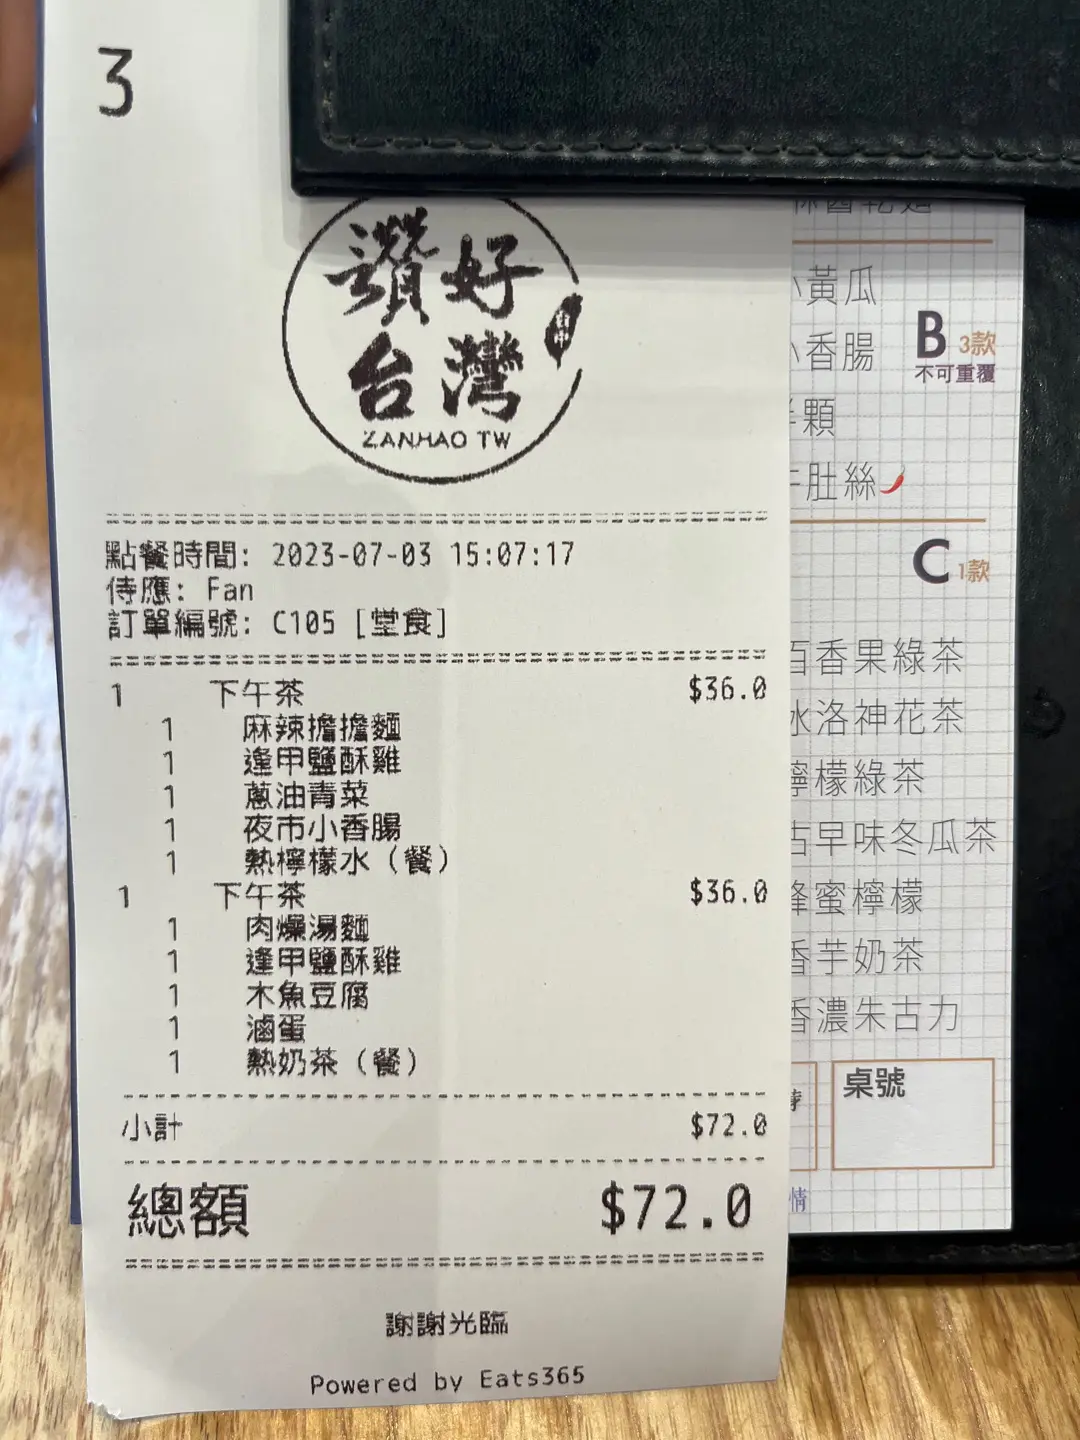 3
讚好
台灣
ZANHAO TW
點餐時間: 2023-07-03 15:07:17
侍應: Fan
訂單編號: C105 [堂食]
1 下午茶 $36.0
1 麻辣擔擔麵
1 逢甲鹽酥雞
1 蔥油青菜
1 夜市小香腸
1 熱檸檬水（餐）
1 下午茶 $36.0
1 肉燥湯麵
1 逢甲鹽酥雞
1 木魚豆腐
1 滷蛋
1 熱奶茶（餐）
小計 $72.0
總額 $72.0
謝謝光臨
Powered by Eats365
黃瓜
香腸
顆
肚絲
B 3款
不可重覆
C 1款
百香果綠茶
冰洛神花茶
檸檬綠茶
古早味冬瓜茶
蜂蜜檸檬
香芋奶茶
香濃朱古力
桌號
情